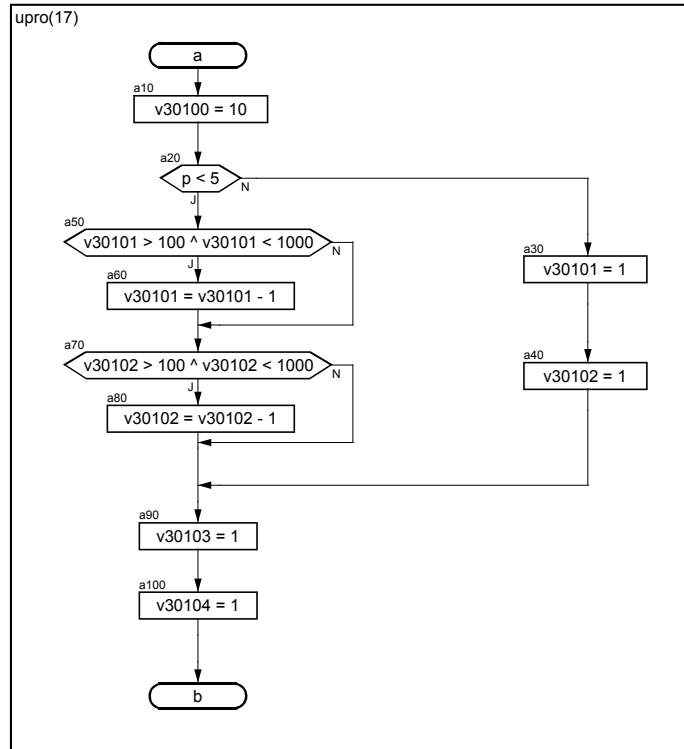 upro(17)
a
a10
v30100 = 10
a20
p < 5
N
J
a50
v30101 > 100 ^ v30101 < 1000
N
J
a60
v30101 = v30101 - 1
a70
v30102 > 100 ^ v30102 < 1000
N
J
a80
v30102 = v30102 - 1
a30
v30101 = 1
a40
v30102 = 1
a90
v30103 = 1
a100
v30104 = 1
b